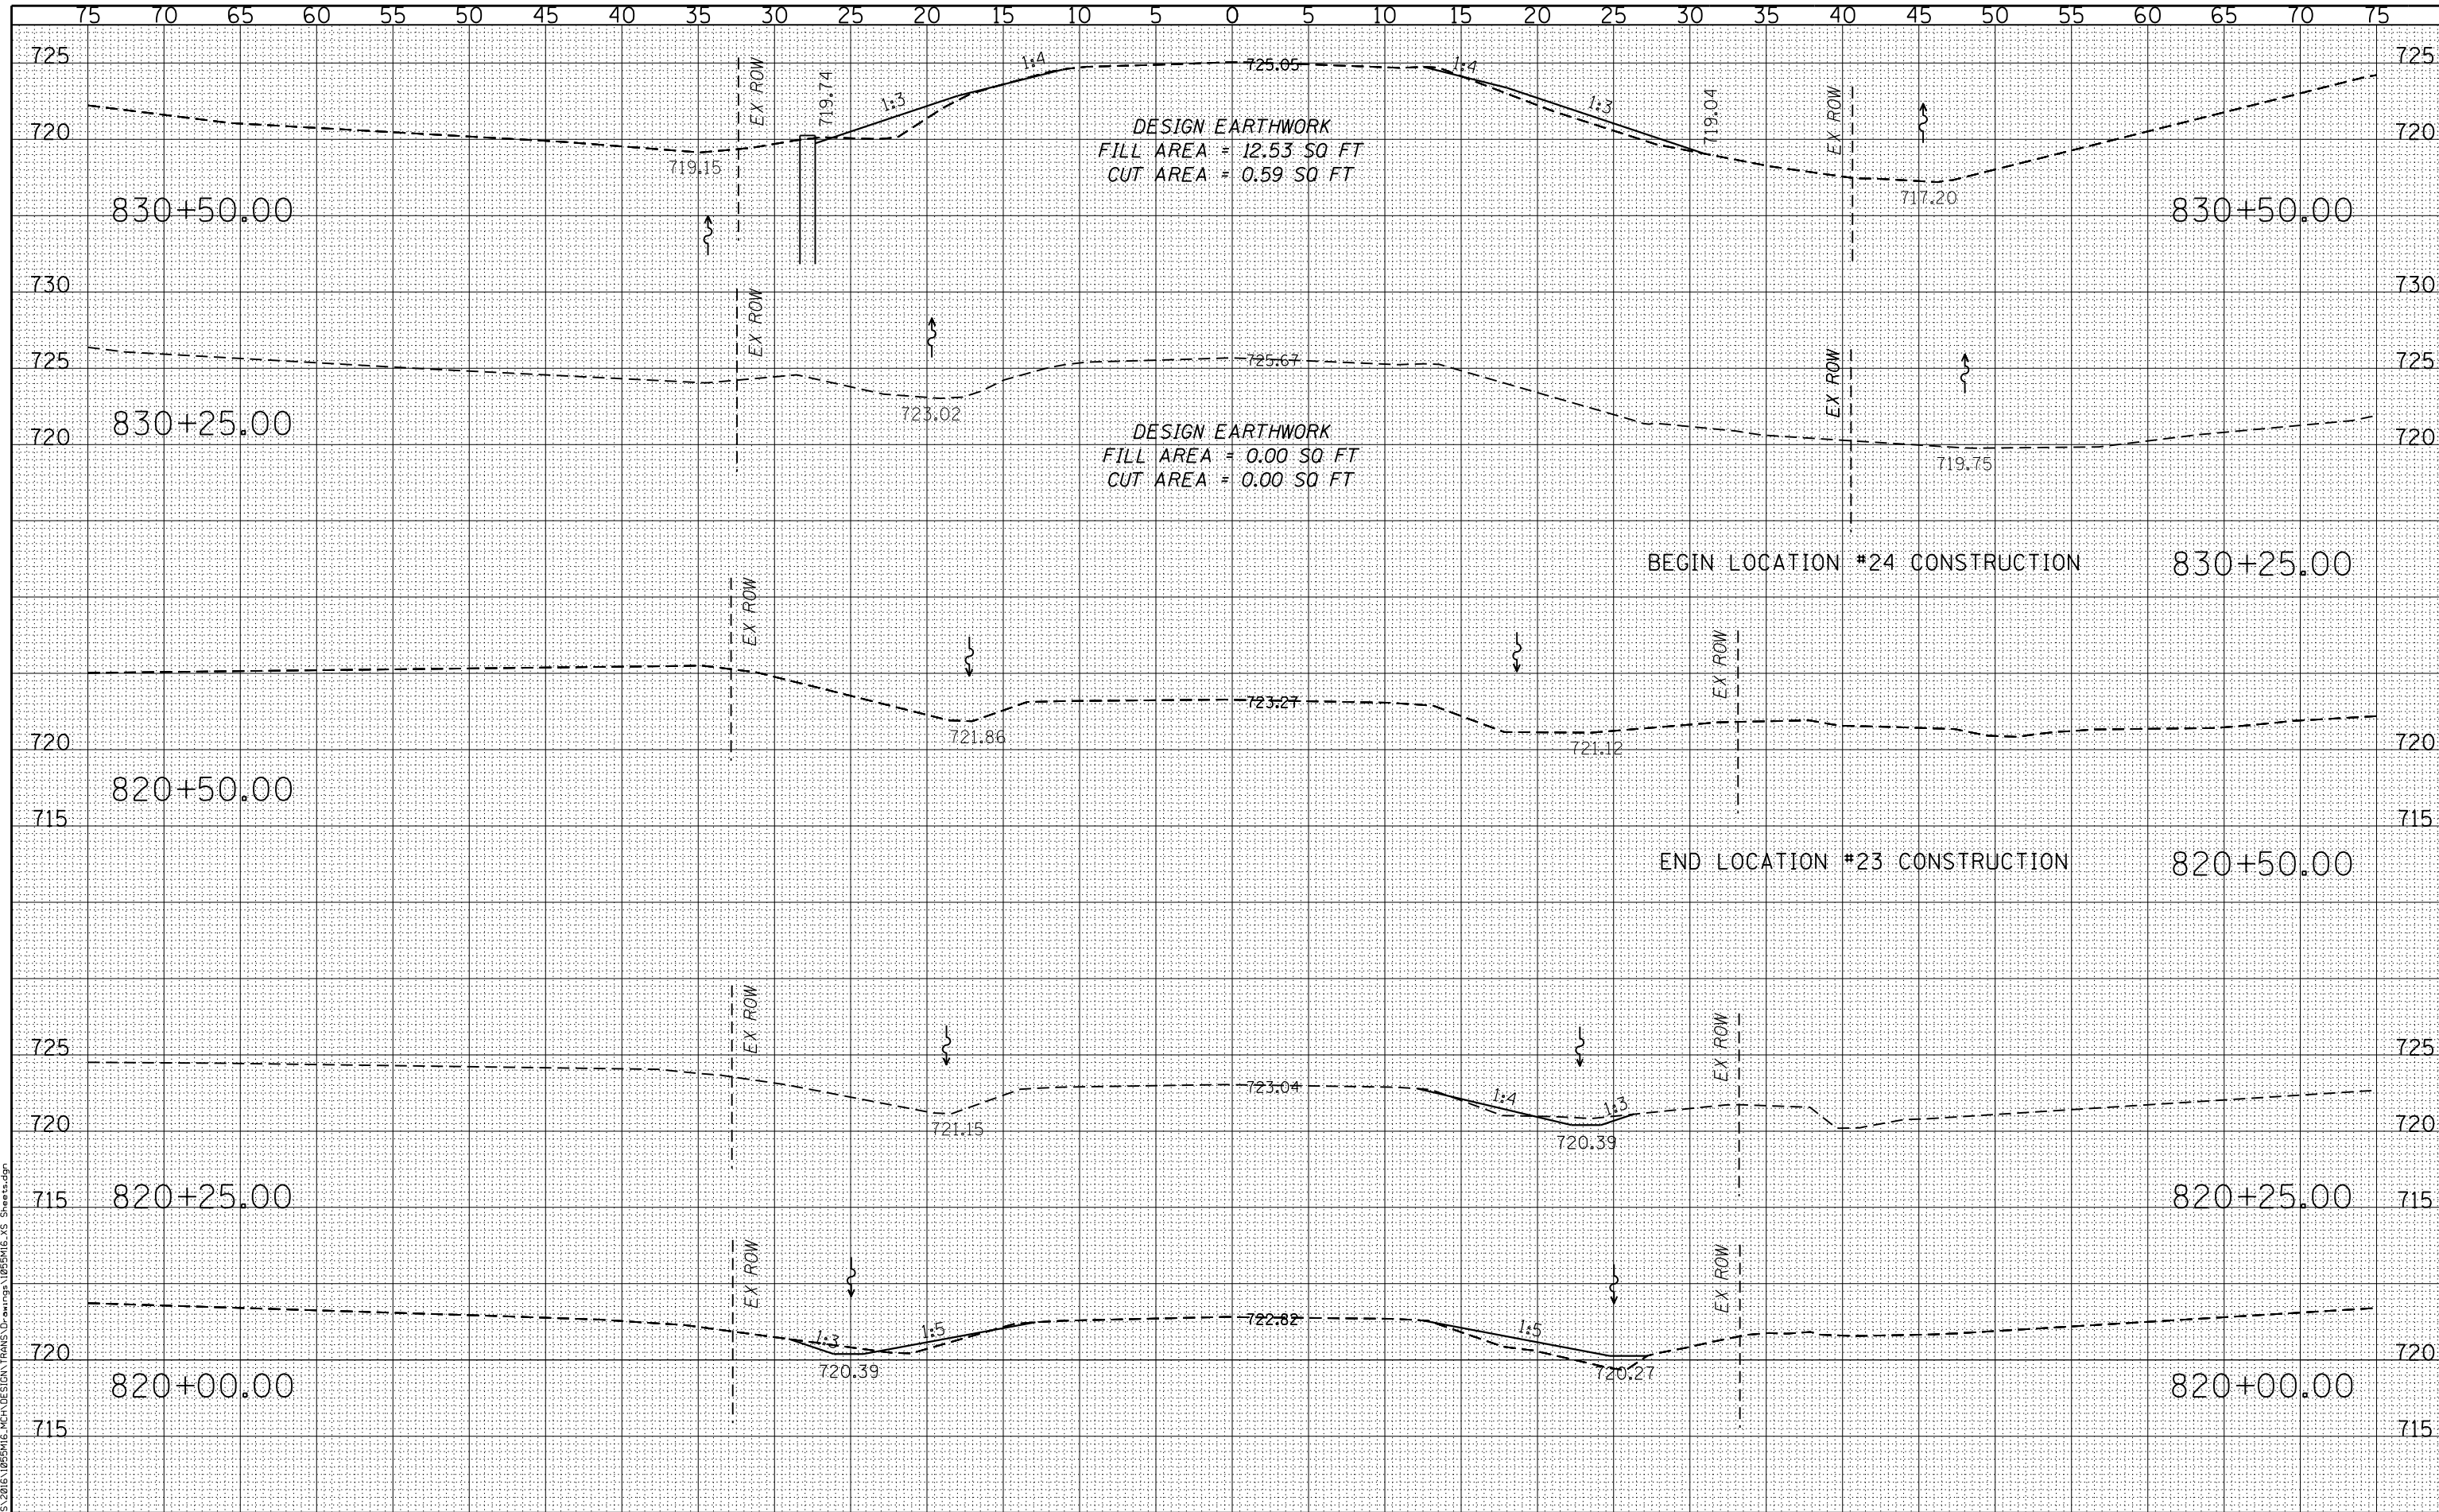 75 70 65 60 55 50 45 40 35 30 25 20 15 10 5 0 5 10 15 20 25 30 35 40 45 50 55 60 65 70 75
725 725
EX ROW
719.74
1:3
1:4
725.05
1:4
1:3
719.04
EX ROW
720 720
DESIGN EARTHWORK
FILL AREA = 12.53 SQ FT
CUT AREA = 0.59 SQ FT
719.15
717.20
830+50.00 830+50.00
730 730
EX ROW
725 725
725.67
EX ROW
723.02
830+25.00
720 720
DESIGN EARTHWORK
FILL AREA = 0.00 SQ FT
CUT AREA = 0.00 SQ FT
719.75
BEGIN LOCATION #24 CONSTRUCTION
830+25.00
EX ROW
EX ROW
723.27
721.86
721.12
720 720
820+50.00
715 715
END LOCATION #23 CONSTRUCTION
820+50.00
EX ROW
EX ROW
725 725
723.04
1:4
1:3
720 720
721.15
720.39
715 715
820+25.00 820+25.00
EX ROW
EX ROW
1:3
1:5
722.82
1:5
720 720
720.39
720.27
820+00.00 820+00.00
715 715
S\2016\1055M16_MCH\DESIGN\TRANS\Drawings\1055M16_XS Sheets.dgn